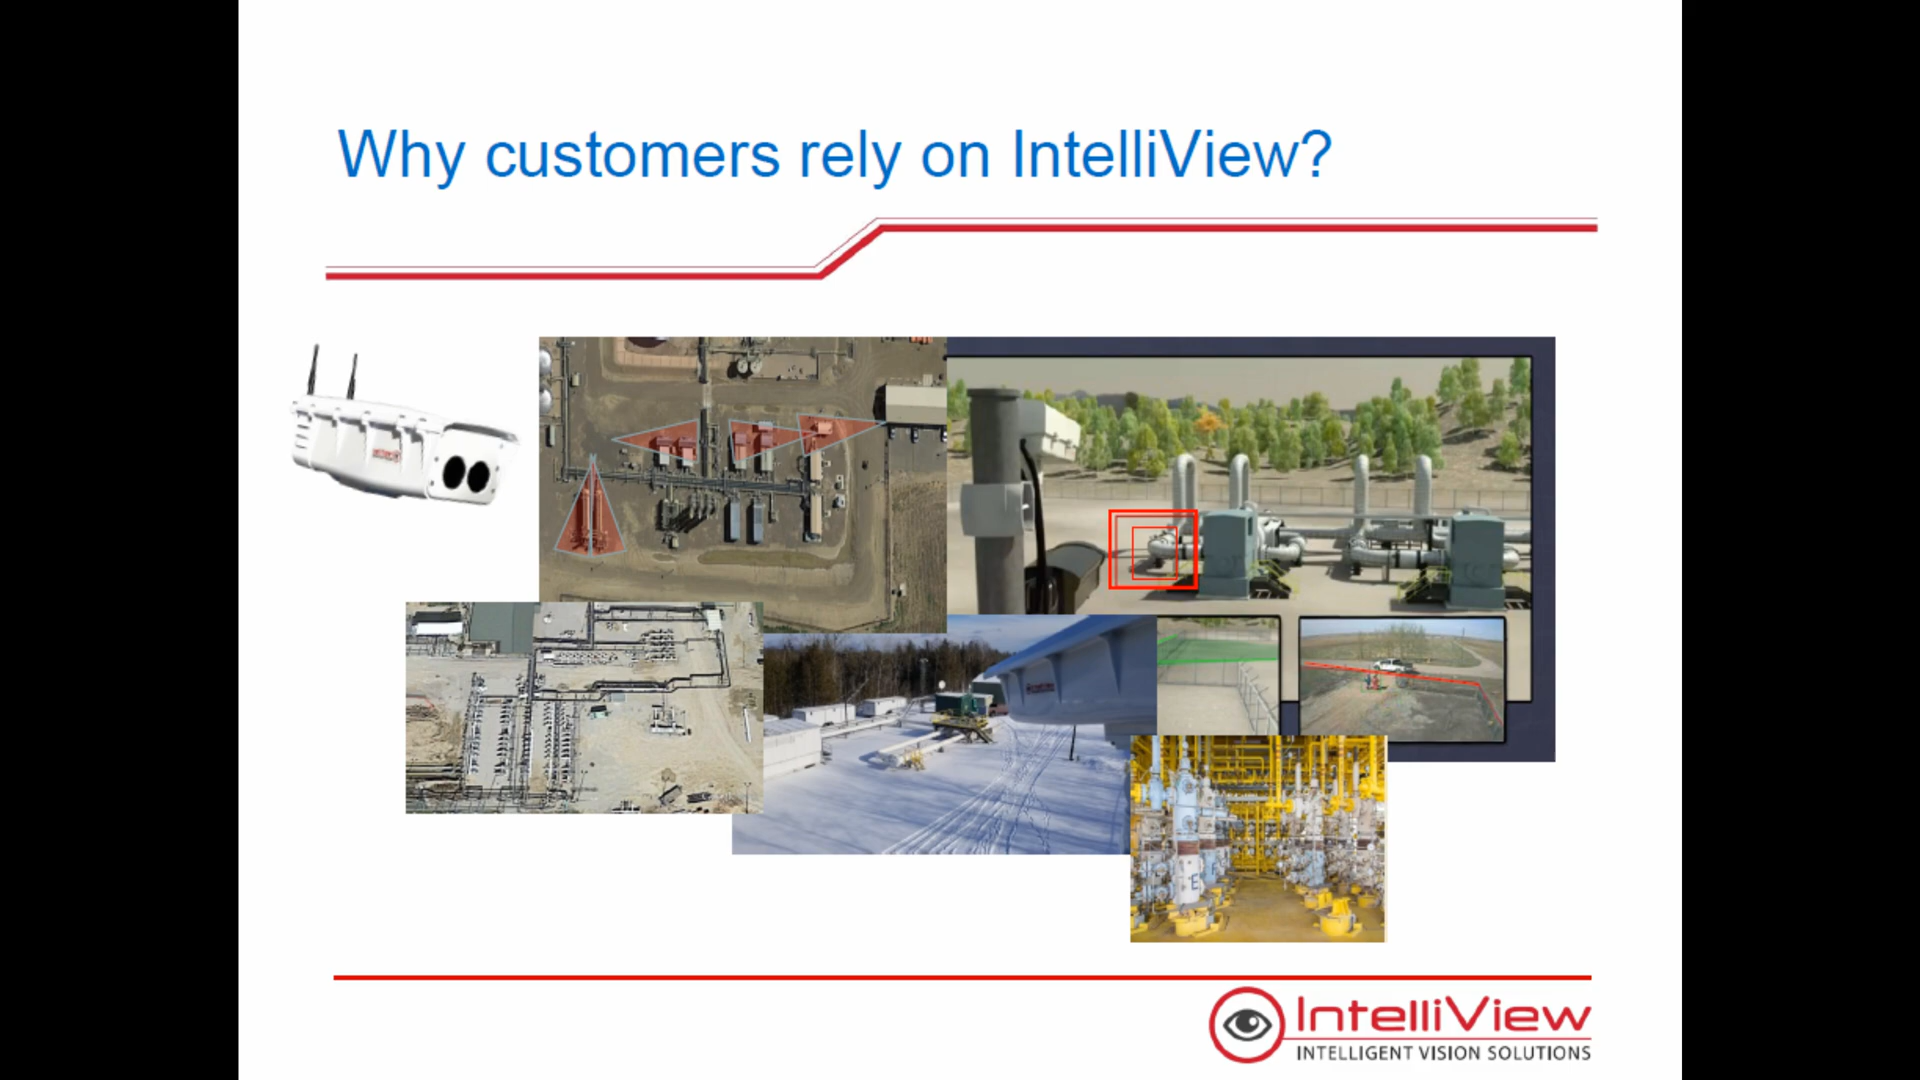 Why customers rely on IntelliView?
E
IntelliView
INTELLIGENT VISION SOLUTIONS